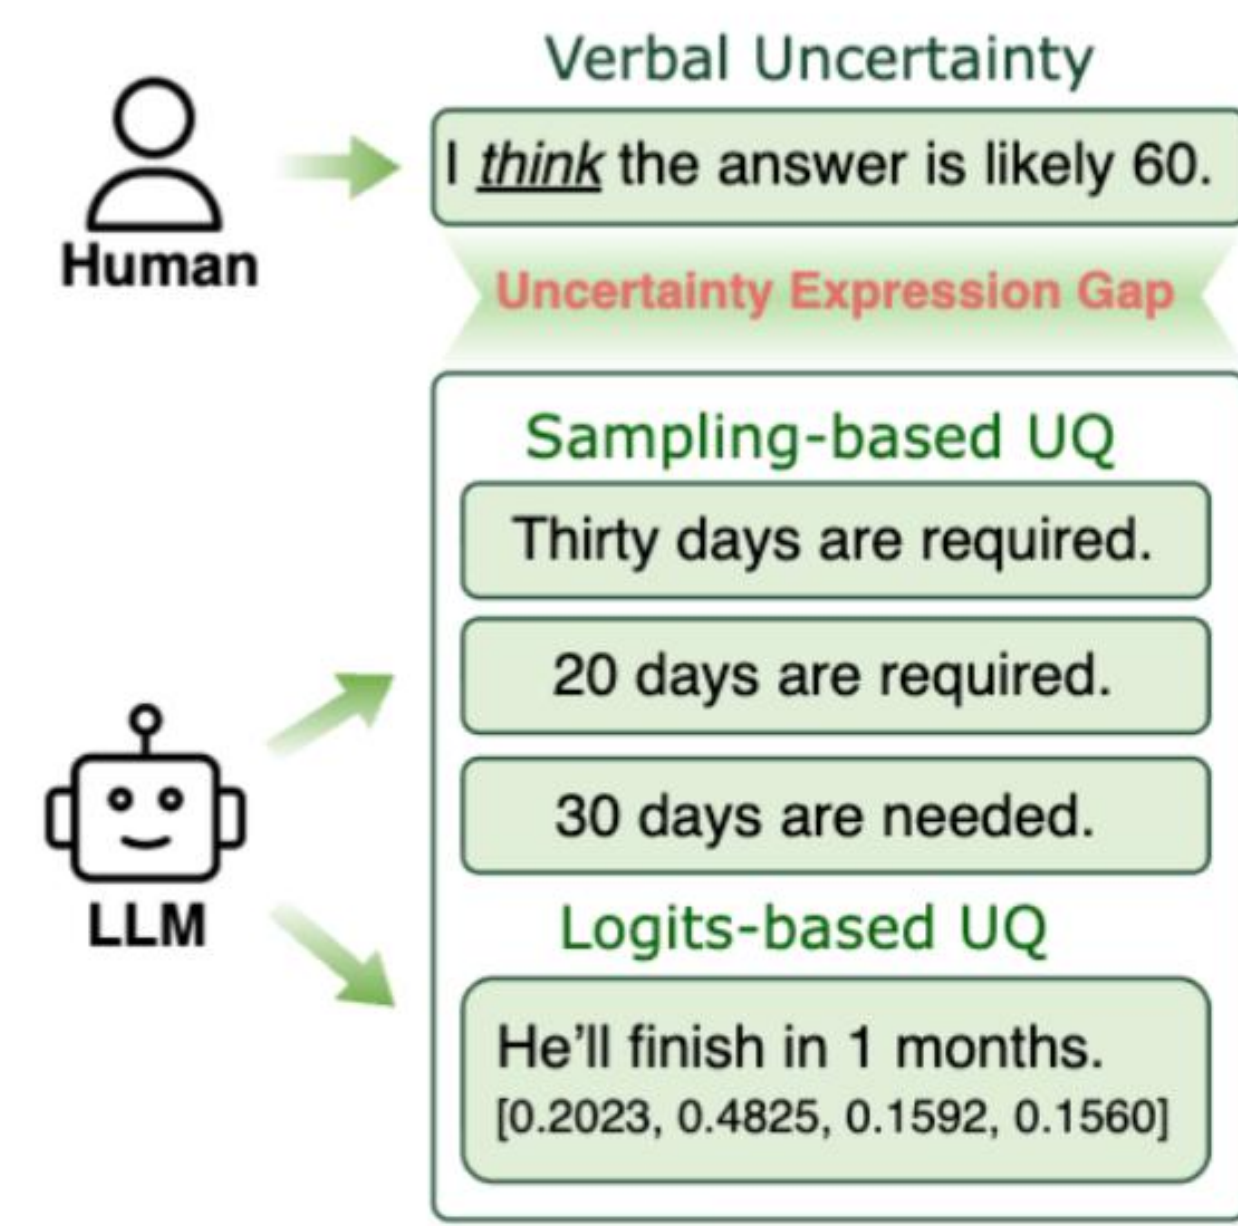 Verbal Uncertainty
I think the answer is likely 60.
Human
Uncertainty Expression Gap
Sampling-based UQ
Thirty days are required.
20 days are required.
30 days are needed.
LLM
Logits-based UQ
He'll finish in 1 months.
[0.2023, 0.4825, 0.1592, 0.1560]